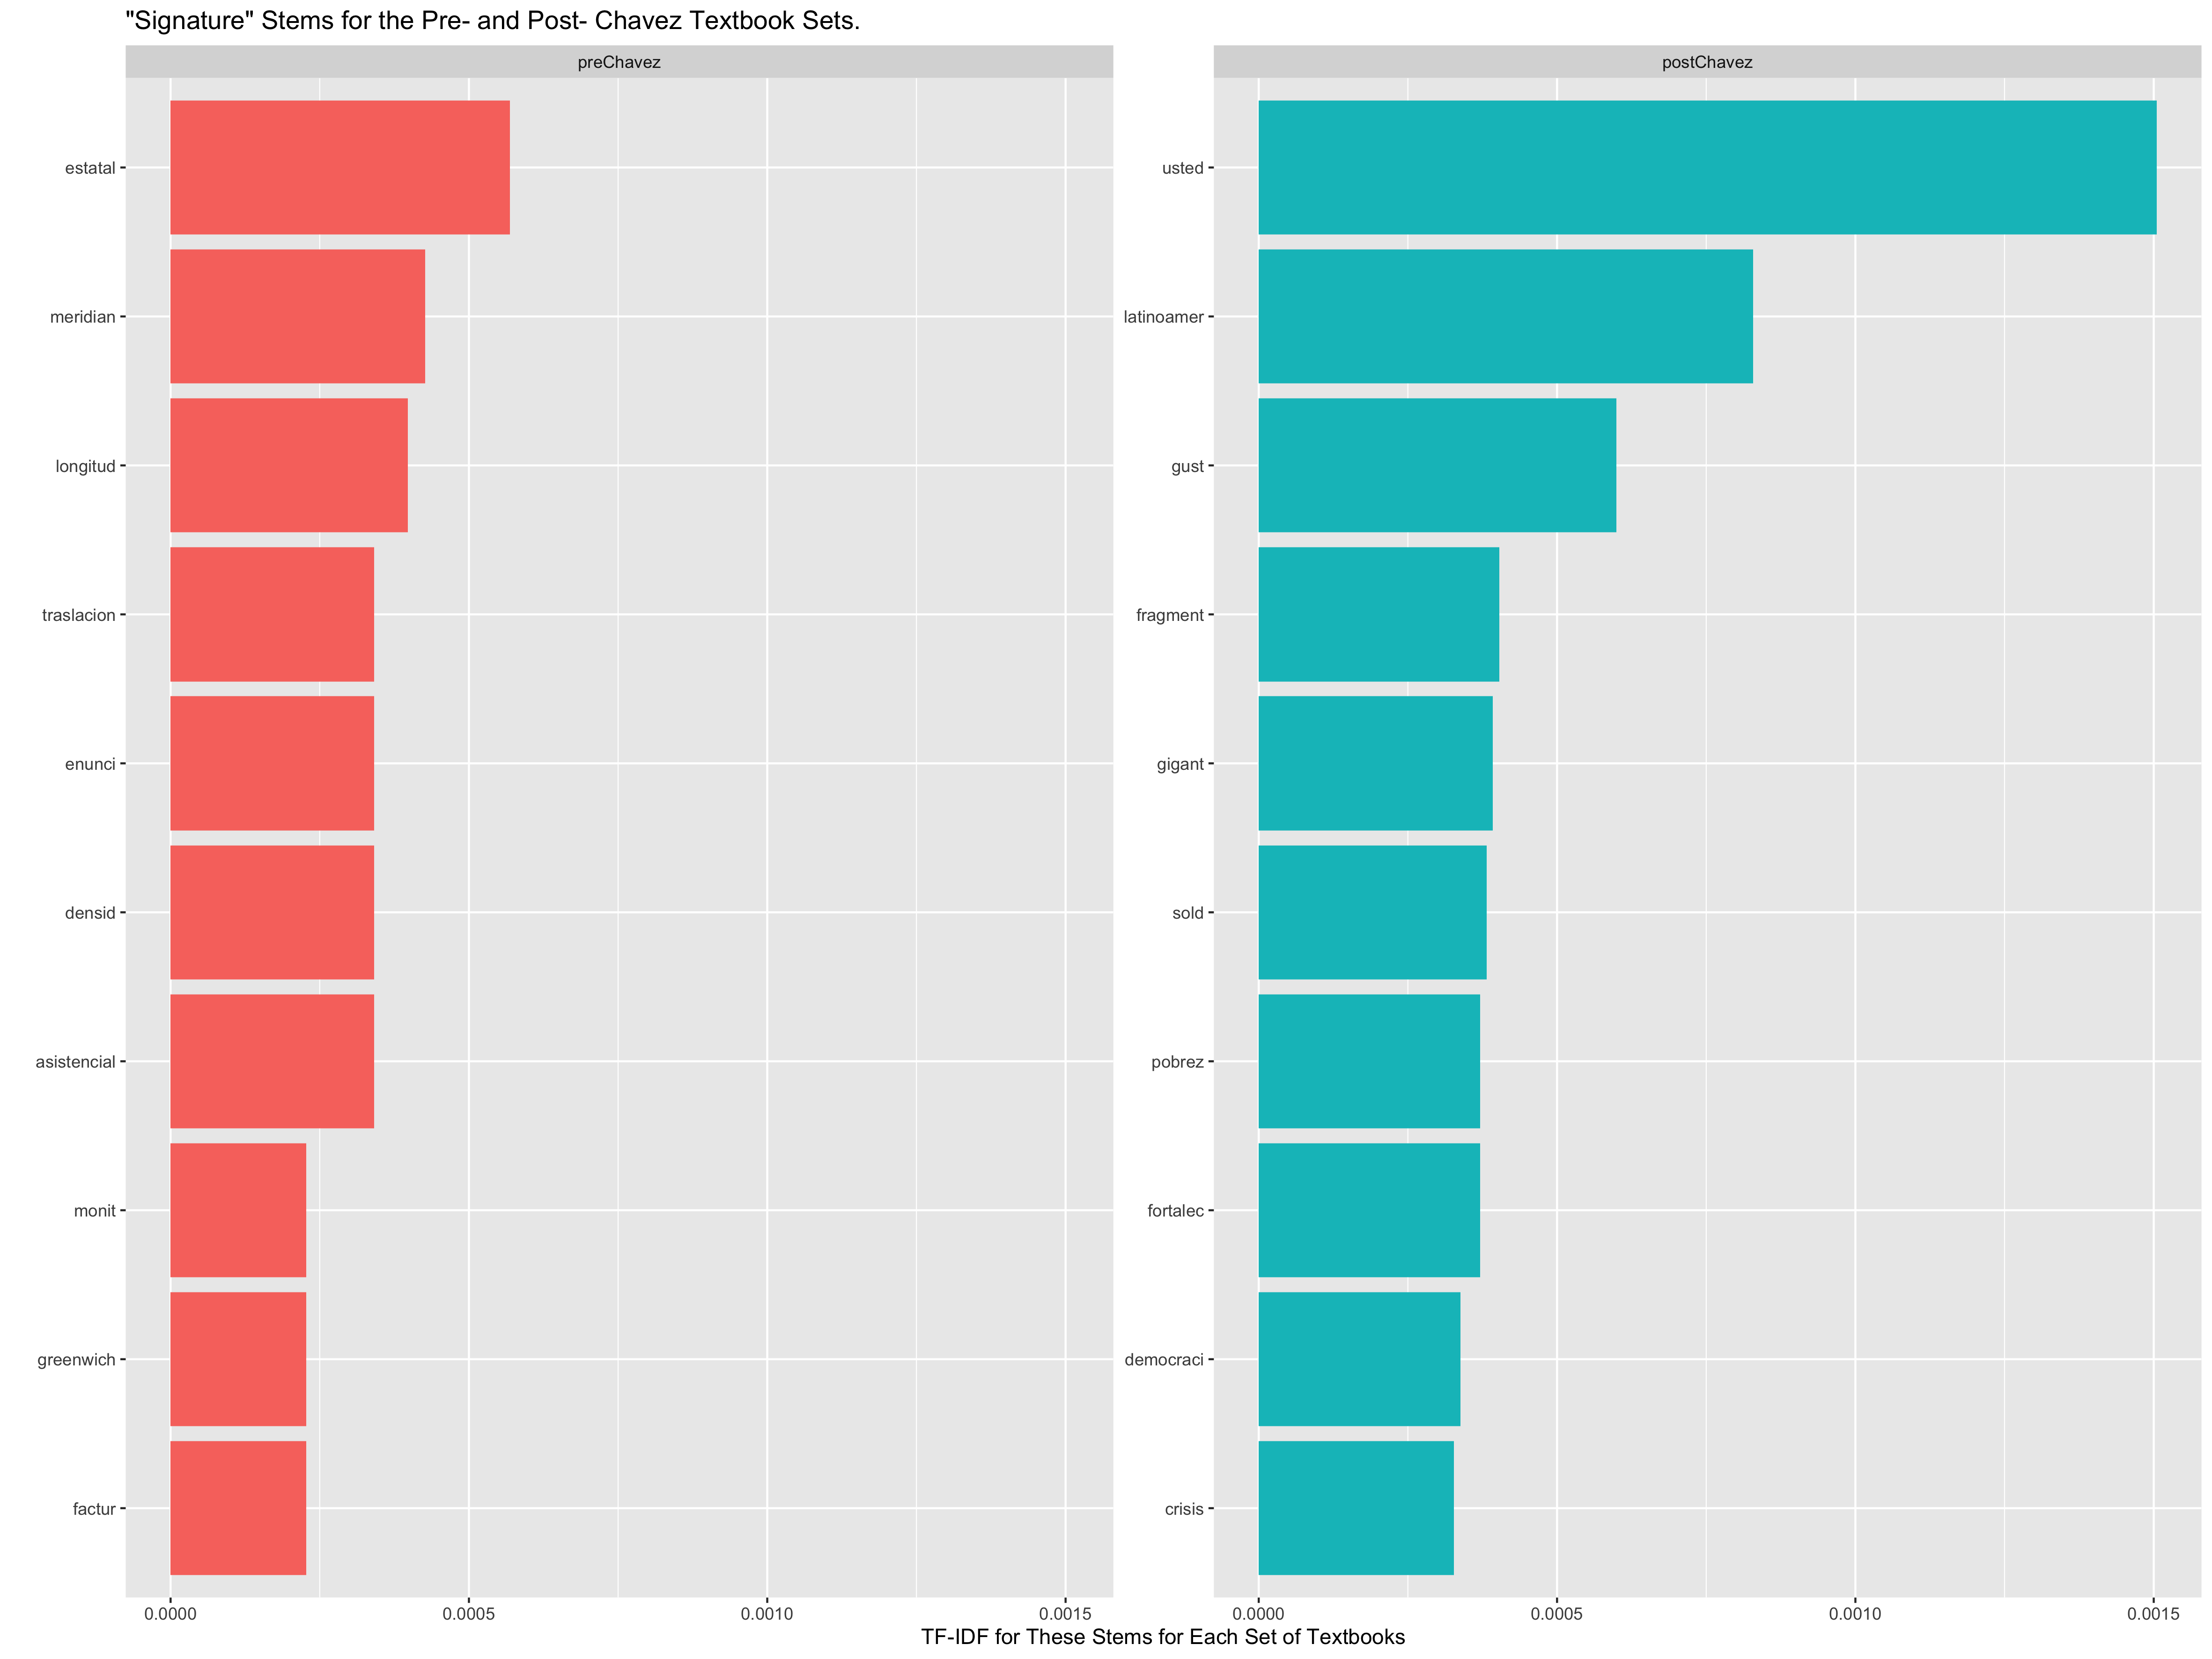 "Signature" Stems for the Pre- and Post- Chavez Textbook Sets.
preChavez
estatal
meridian
longitud
traslacion
enunci
densid
asistencial
monit
greenwich
factur
0.0000 0.0005 0.0010 0.0015
postChavez
usted
latinoamer
gust
fragment
gigant
sold
pobrez
fortalec
democraci
crisis
0.0000 0.0005 0.0010 0.0015
TF-IDF for These Stems for Each Set of Textbooks